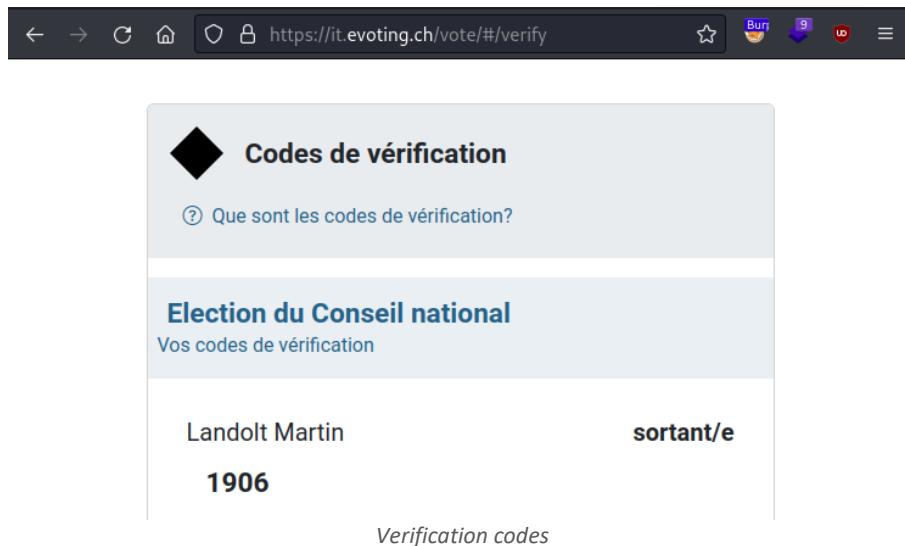 https://it.evoting.ch/vote/#/verify
Burp
9
Codes de vérification
Que sont les codes de vérification?
Election du Conseil national
Vos codes de vérification
Landolt Martin sortant/e
1906
Verification codes